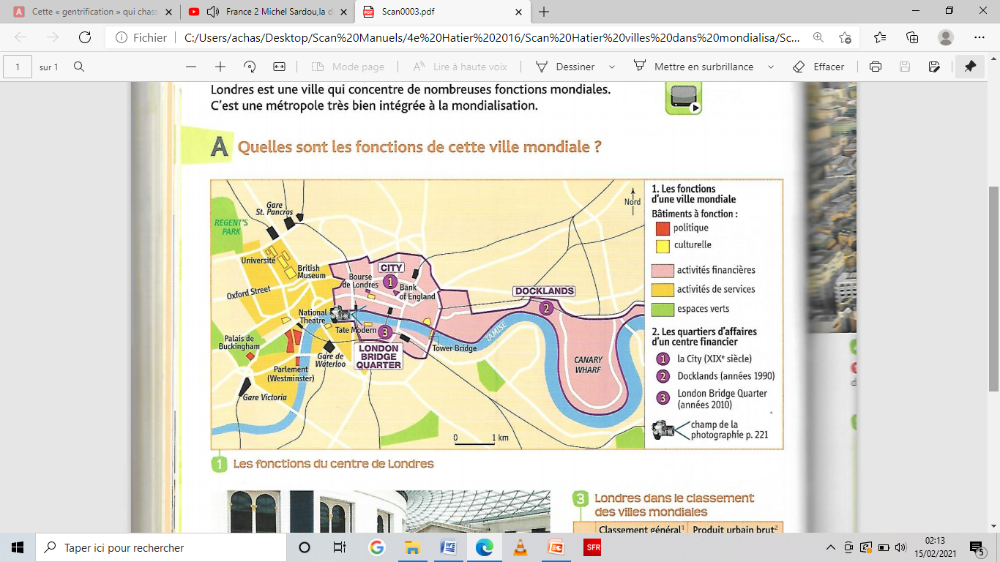 Cette « gentrification » qui chass
France 2 Michel Sardou,la d
Scan0003.pdf
Fichier
C:/Users/achas/Desktop/Scan%20Manuels/4e%20Hatier%202016/Scan%20Hatier%20villes%20dans%20mondialisa/Sc...
1
sur 1
Mode page
Lire à haute voix
Dessiner
Mettre en surbrillance
Effacer
Londres est une ville qui concentre de nombreuses fonctions mondiales.
C'est une métropole très bien intégrée à la mondialisation.
A Quelles sont les fonctions de cette ville mondiale ?
Gare
St. Pancras
REGENT'S
PARK
Université
British
Museum
Oxford Street
CITY
1
Bourse
de Londres
Bank
of England
National
Theatre
Tate Modern
3
LONDON
BRIDGE
QUARTER
Tower Bridge
TAMISE
DOCKLANDS
2
CANARY
WHARF
Palais de
Buckingham
Parlement
(Westminster)
Gare de
Waterloo
Gare Victoria
Nord
0 1 km
1. Les fonctions
d'une ville mondiale
Bâtiments à fonction :
politique
culturelle
activités financières
activités de services
espaces verts
2. Les quartiers d'affaires
d'un centre financier
1 la City (XIXe siècle)
2 Docklands (années 1990)
3 London Bridge Quarter
(années 2010)
champ de la
photographie p. 221
1 Les fonctions du centre de Londres
3 Londres dans le classement
des villes mondiales
Classement général1 Produit urbain brut2
Taper ici pour rechercher
SFR
02:13
15/02/2021
5